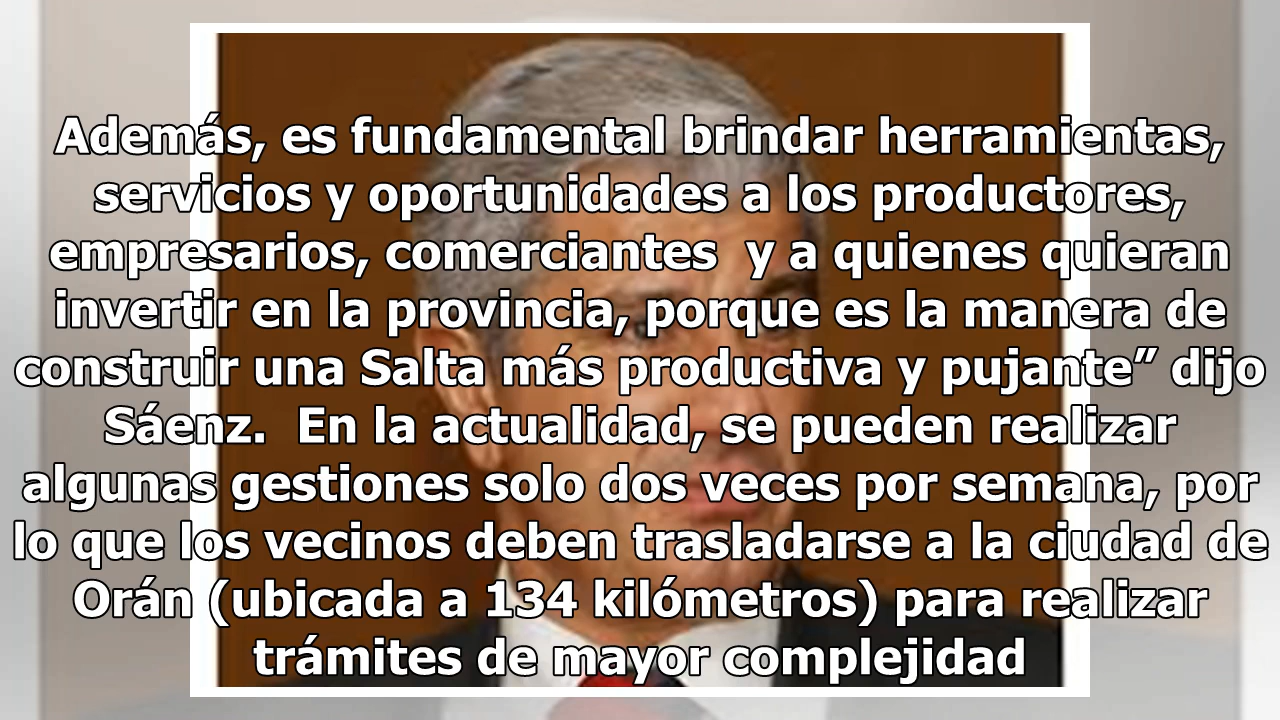 Además, es fundamental brindar herramientas,
servicios y oportunidades a los productores,
empresarios, comerciantes  y a quienes quieran
invertir en la provincia, porque es la manera de
construir una Salta más productiva y pujante” dijo
Sáenz.  En la actualidad, se pueden realizar
algunas gestiones solo dos veces por semana, por
lo que los vecinos deben trasladarse a la ciudad de
Orán (ubicada a 134 kilómetros) para realizar
trámites de mayor complejidad